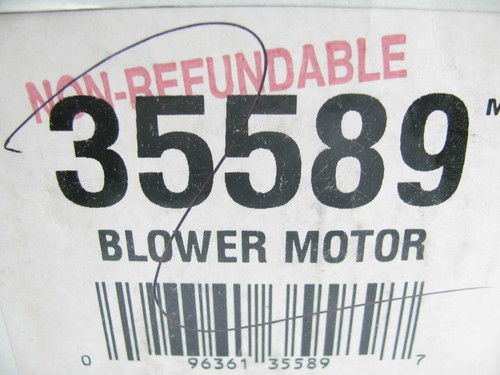 NON-REFUNDABLE
35589
M
BLOWER MOTOR
0 96361 35589 7